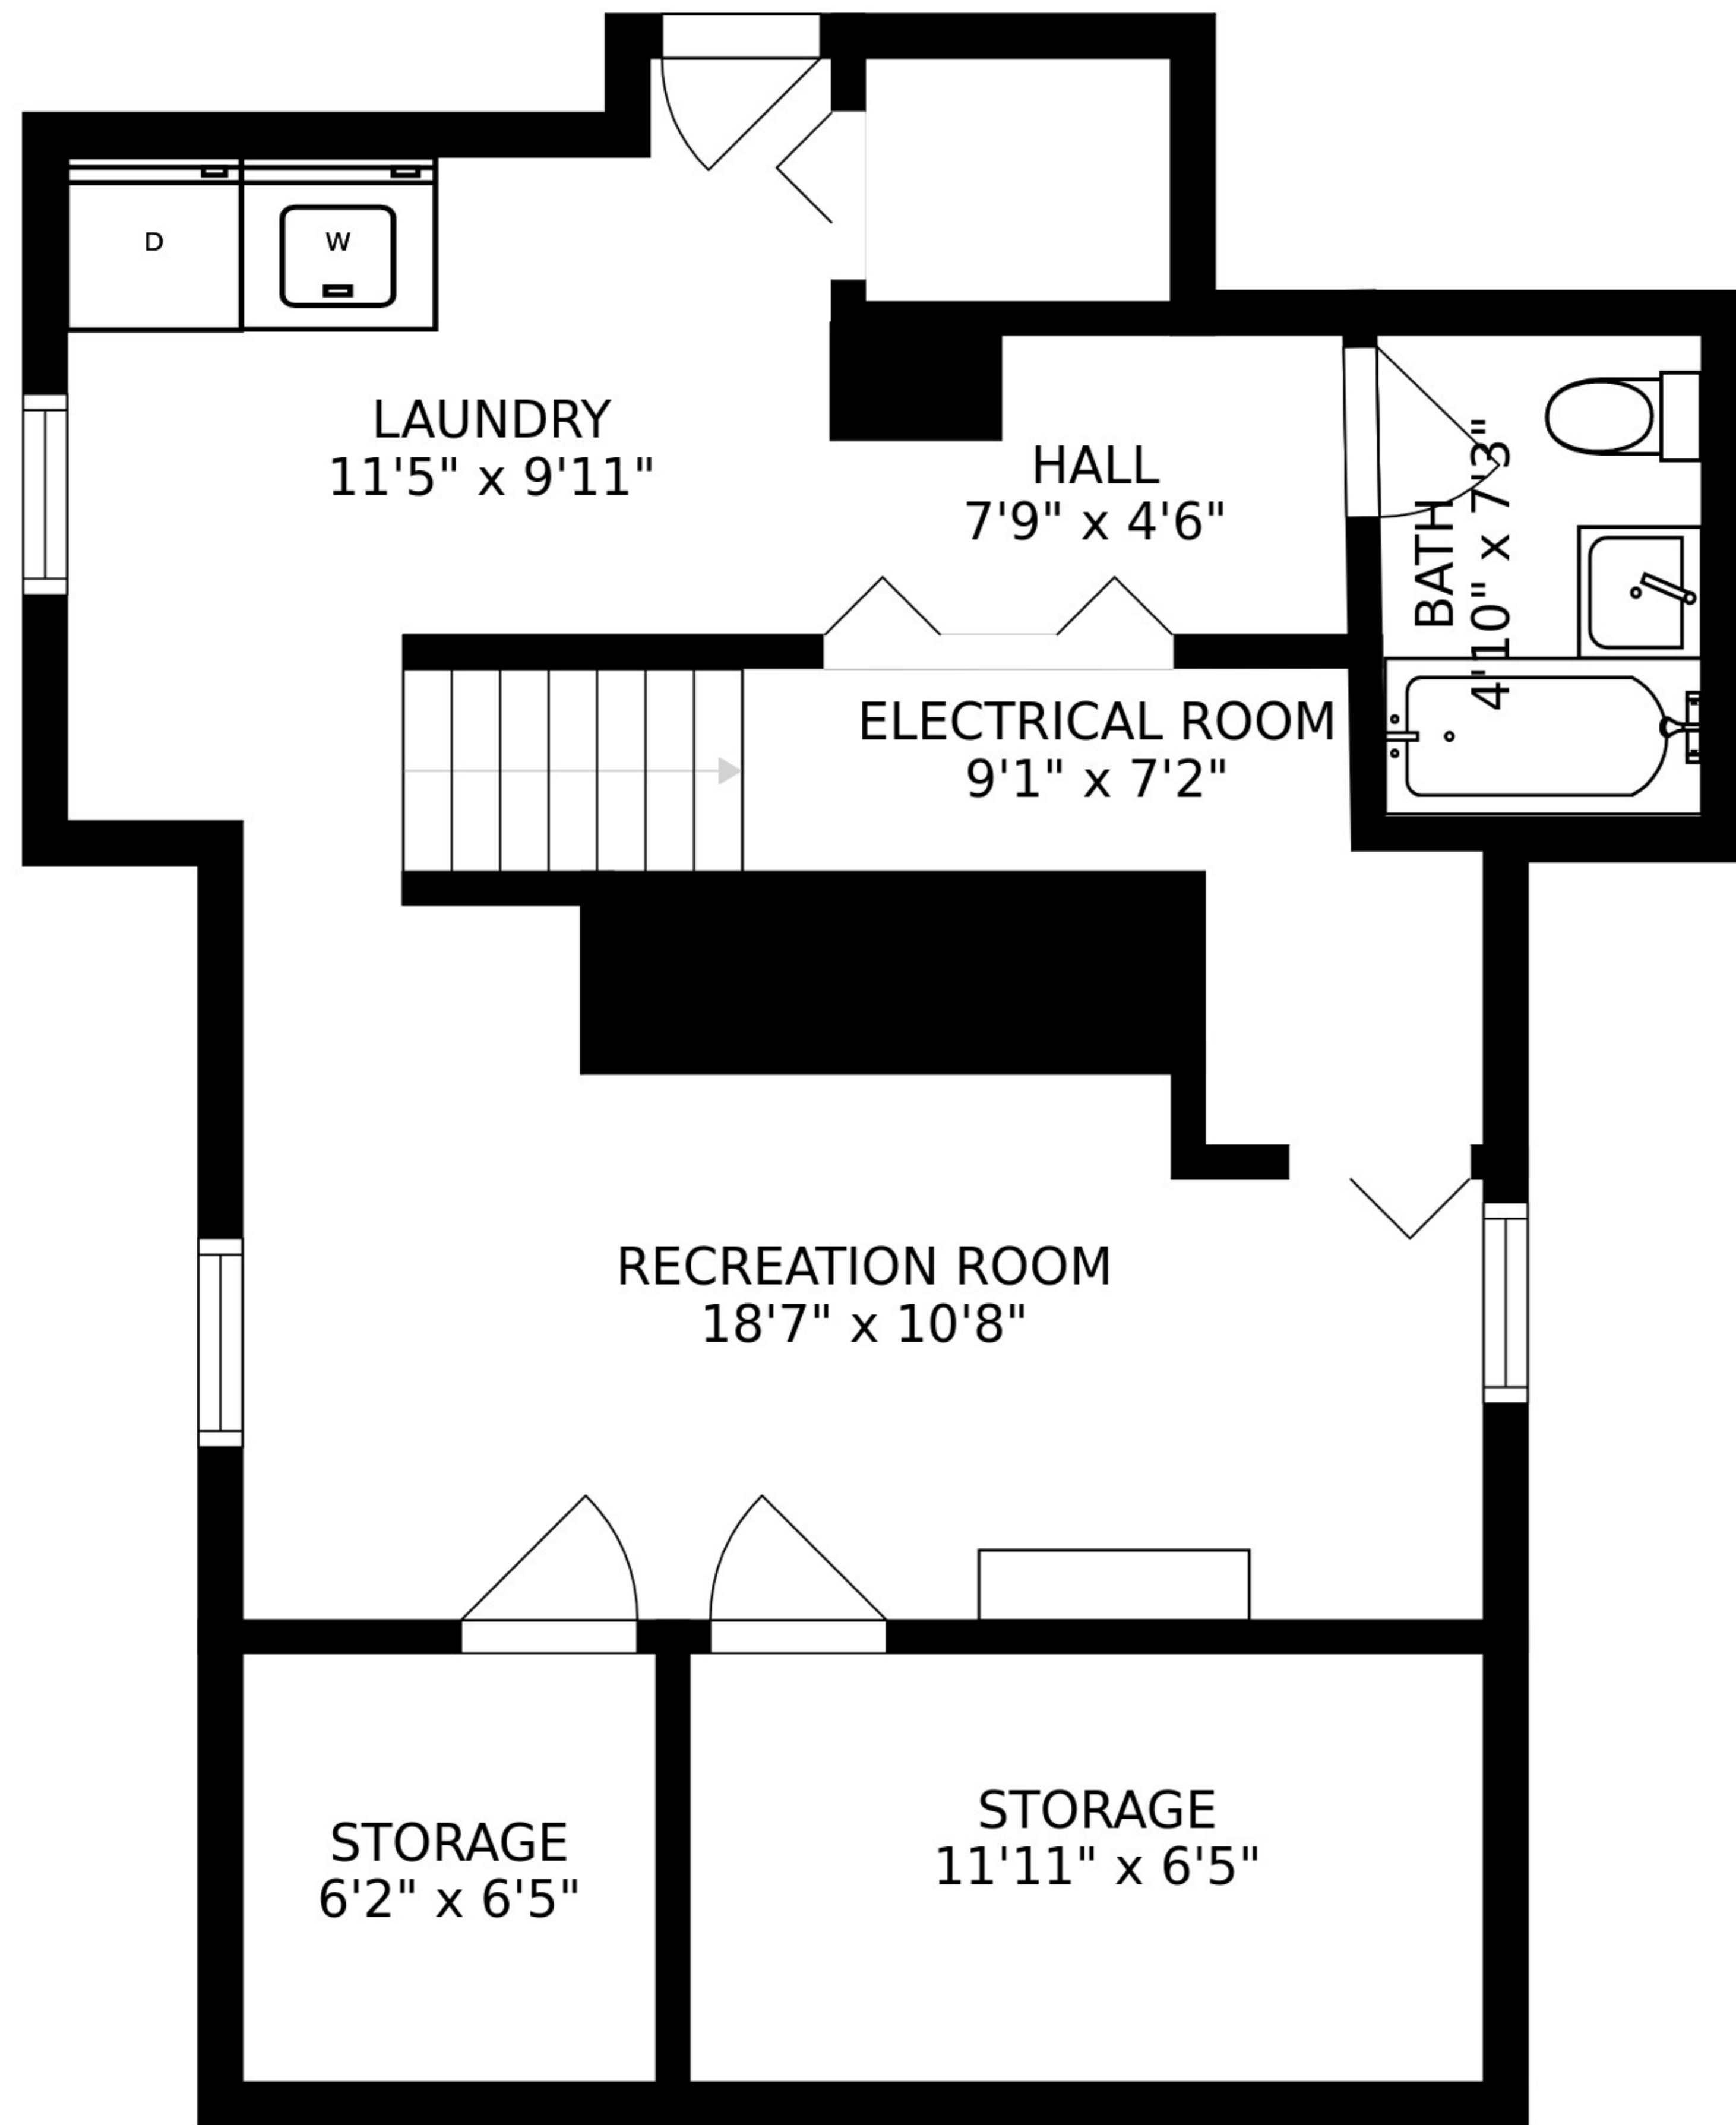 D
W
LAUNDRY
11'5" x 9'11"
HALL
7'9" x 4'6"
BATH
4'10" x 7'3"
ELECTRICAL ROOM
9'1" x 7'2"
RECREATION ROOM
18'7" x 10'8"
STORAGE
6'2" x 6'5"
STORAGE
11'11" x 6'5"